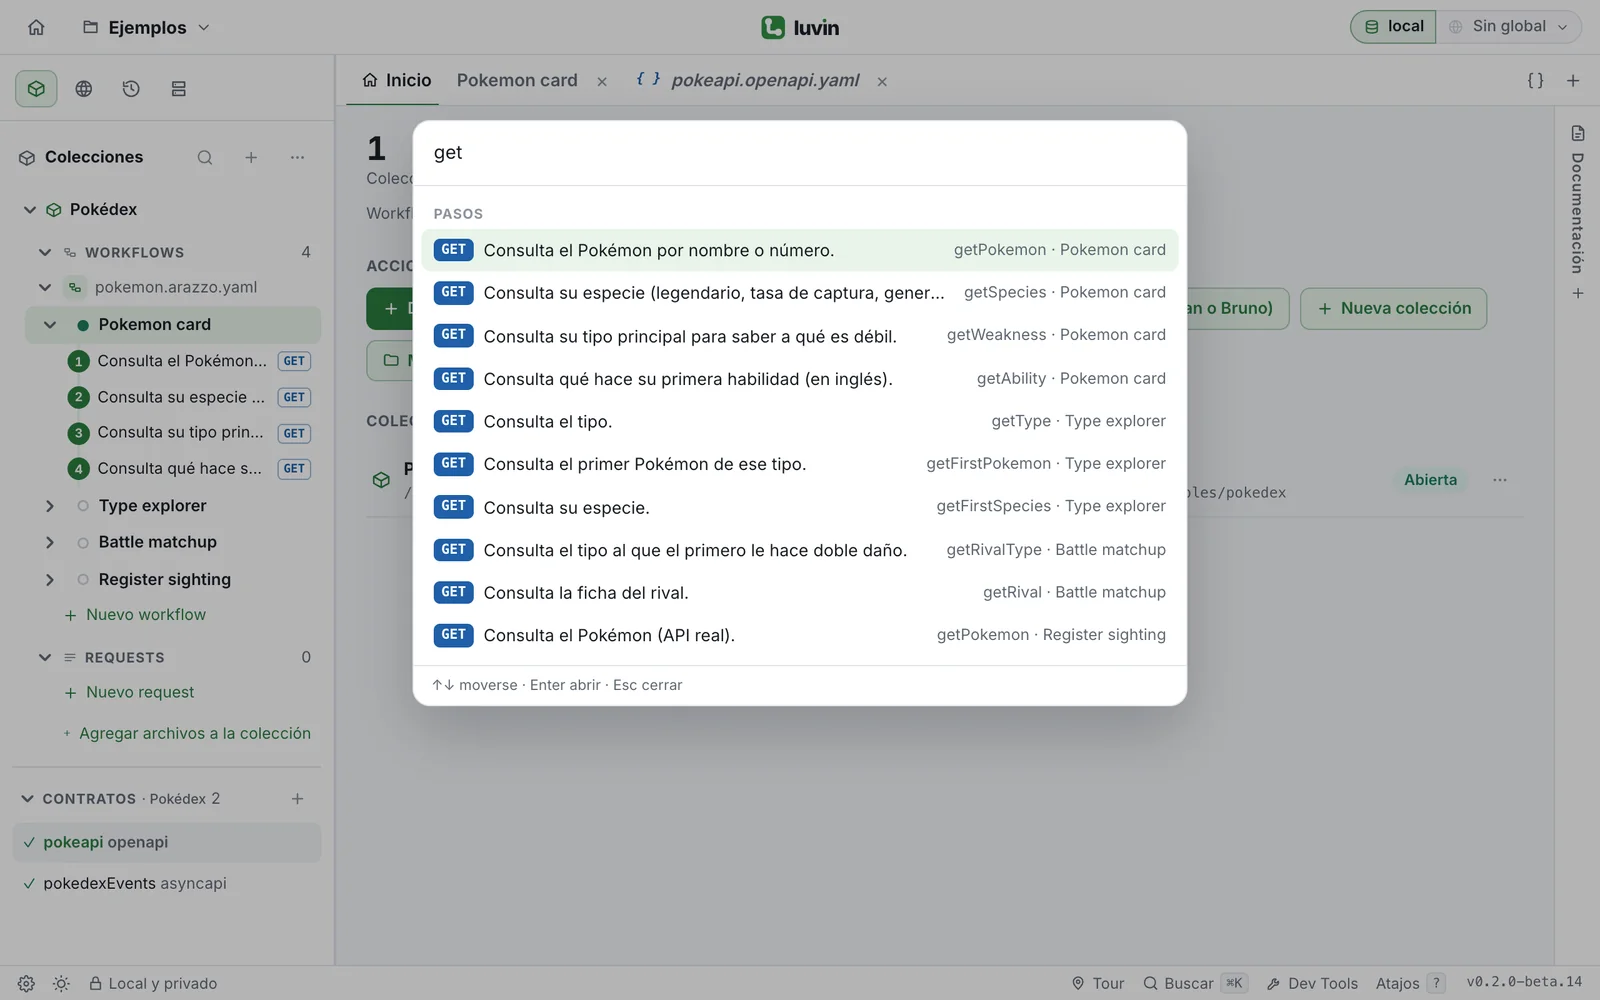 Ejemplos
luvin
local
Sin global
Inicio
Pokemon card
pokeapi.openapi.yaml
Colecciones
Pokédex
WORKFLOWS 4
pokemon.arazzo.yaml
Pokemon card
1 Consulta el Pokémon... GET
2 Consulta su especie ... GET
3 Consulta su tipo prin... GET
4 Consulta qué hace s... GET
Type explorer
Battle matchup
Register sighting
+ Nuevo workflow
REQUESTS 0
+ Nuevo request
+ Agregar archivos a la colección
CONTRATOS · Pokédex 2
pokeapi openapi
pokedexEvents asyncapi
1
get
PASOS
GET Consulta el Pokémon por nombre o número. getPokemon · Pokemon card
GET Consulta su especie (legendario, tasa de captura, gener... getSpecies · Pokemon card
GET Consulta su tipo principal para saber a qué es débil. getWeakness · Pokemon card
GET Consulta qué hace su primera habilidad (en inglés). getAbility · Pokemon card
GET Consulta el tipo. getType · Type explorer
GET Consulta el primer Pokémon de ese tipo. getFirstPokemon · Type explorer
GET Consulta su especie. getFirstSpecies · Type explorer
GET Consulta el tipo al que el primero le hace doble daño. getRivalType · Battle matchup
GET Consulta la ficha del rival. getRival · Battle matchup
GET Consulta el Pokémon (API real). getPokemon · Register sighting
↑↓ moverse · Enter abrir · Esc cerrar
o Bruno)
+ Nueva colección
Abierta
/pokedex
Documentación
Local y privado
Tour
Buscar ⌘K
Dev Tools
Atajos ?
v0.2.0-beta.14